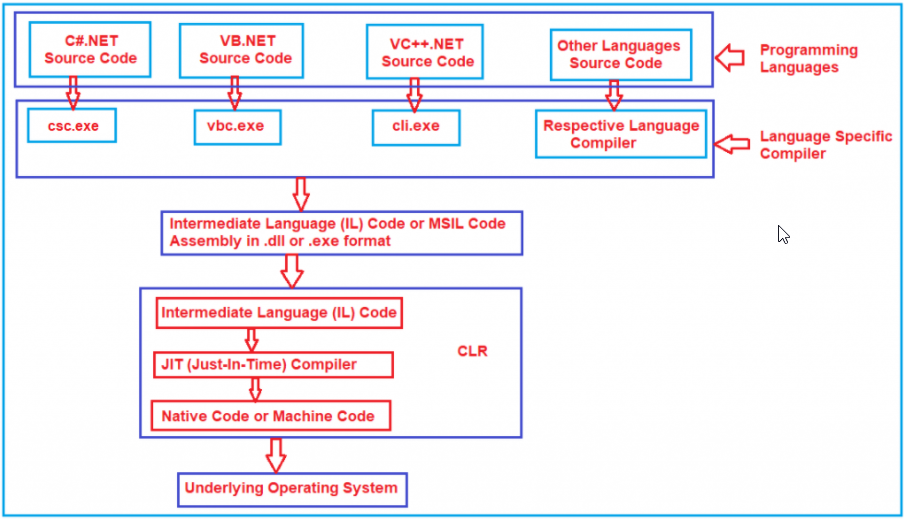 C#.NET
Source Code
VB.NET
Source Code
VC++.NET
Source Code
Other Languages
Source Code
Programming
Languages
csc.exe
vbc.exe
cli.exe
Respective Language
Compiler
Language Specific
Compiler
Intermediate Language (IL) Code or MSIL Code
Assembly in .dll or .exe format
Intermediate Language (IL) Code
CLR
JIT (Just-In-Time) Compiler
Native Code or Machine Code
Underlying Operating System